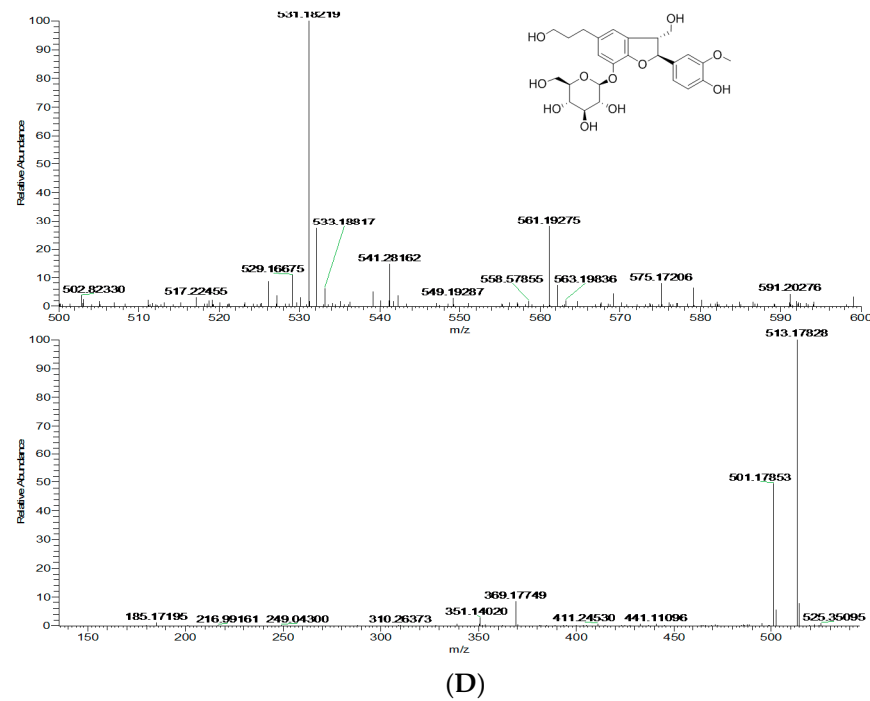 531.18219
100
90
80
70
60
50
40
30
20
10
0
Relative Abundance
HO
OH
O
O
HO
O
O
OH
HO
OH
HO
OH
561.19275
533.18817
541.28162
529.16675
558.57855
563.19836
575.17206
502.82330
517.22455
549.19287
591.20276
500 510 520 530 540 550 560 570 580 590 600
m/z
513.17828
100
90
80
70
60
50
40
30
20
10
0
Relative Abundance
501.17853
369.17749
351.14020
185.17195
216.99161
249.04300
310.26373
411.24530
441.11096
525.35095
150 200 250 300 350 400 450 500
m/z
(D)